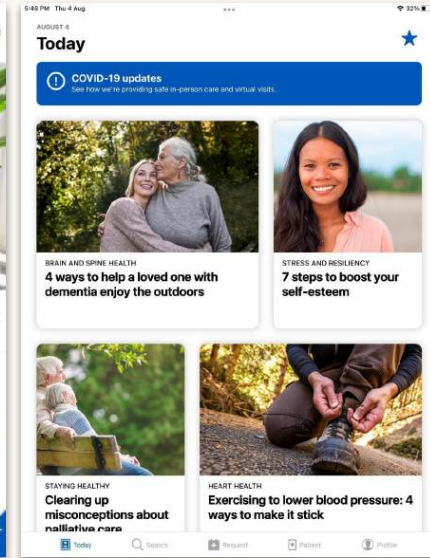 5:46 PM Thu 4 Aug
32%
AUGUST 4
Today
COVID-19 updates
See how we're providing safe in-person care and virtual visits.
BRAIN AND SPINE HEALTH
4 ways to help a loved one with
dementia enjoy the outdoors
STRESS AND RESILIENCY
7 steps to boost your
self-esteem
STAYING HEALTHY
Clearing up
misconceptions about
palliative care
HEART HEALTH
Exercising to lower blood pressure: 4
ways to make it stick
Today
Search
Request
Patient
Profile